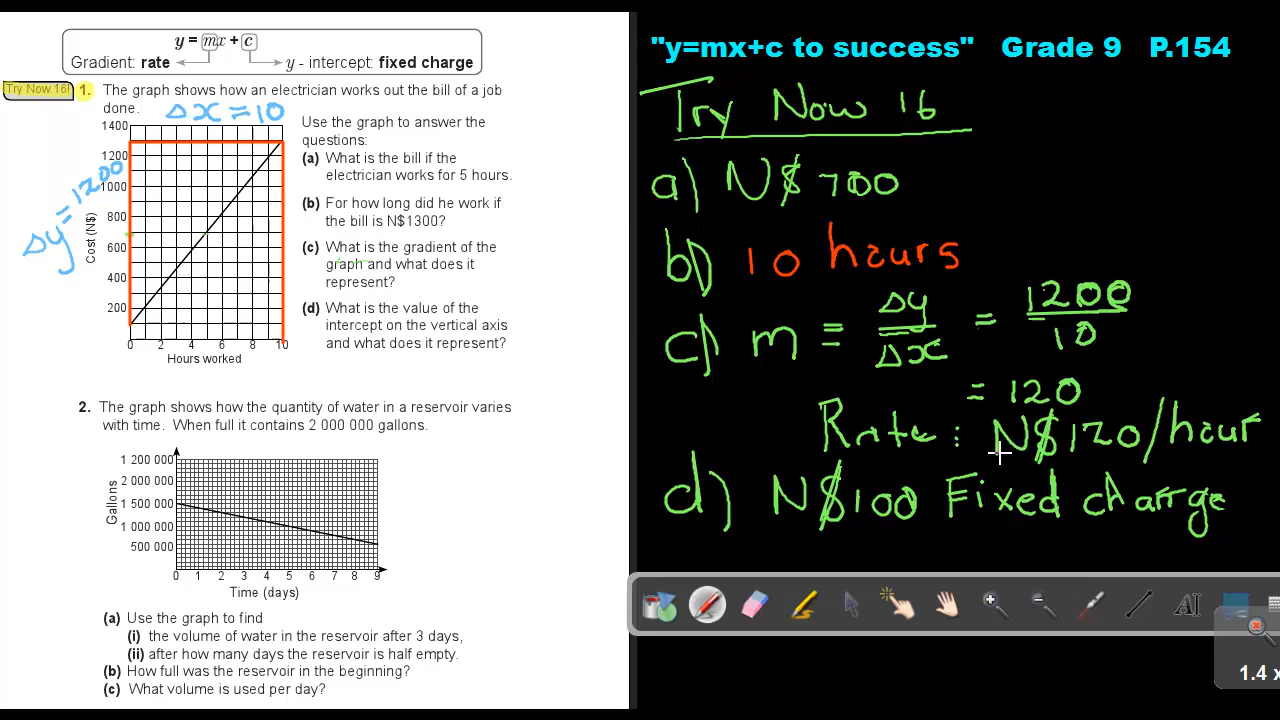 y = mx + c
Gradient: rate
y - intercept: fixed charge
Try Now 16!
1. The graph shows how an electrician works out the bill of a job
done.
Δx = 10
Δy = 1200
1400
1200
1000
800
600
400
200
Cost (N$)
0 2 4 6 8 10
Hours worked
Use the graph to answer the
questions:
(a) What is the bill if the
electrician works for 5 hours.
(b) For how long did he work if
the bill is N$1300?
(c) What is the gradient of the
graph and what does it
represent?
(d) What is the value of the
intercept on the vertical axis
and what does it represent?
2. The graph shows how the quantity of water in a reservoir varies
with time. When full it contains 2 000 000 gallons.
1 200 000
2 000 000
1 500 000
1 000 000
500 000
Gallons
0 1 2 3 4 5 6 7 8 9
Time (days)
(a) Use the graph to find
(i) the volume of water in the reservoir after 3 days,
(ii) after how many days the reservoir is half empty.
(b) How full was the reservoir in the beginning?
(c) What volume is used per day?
"y=mx+c to success" Grade 9 P.154
Try Now 16
a) N$ 700
b) 10 hours
c) m = Δy/Δx = 1200/10
= 120
Rate: N$120/hour
d) N$100 Fixed charrge
AI
1.4 x